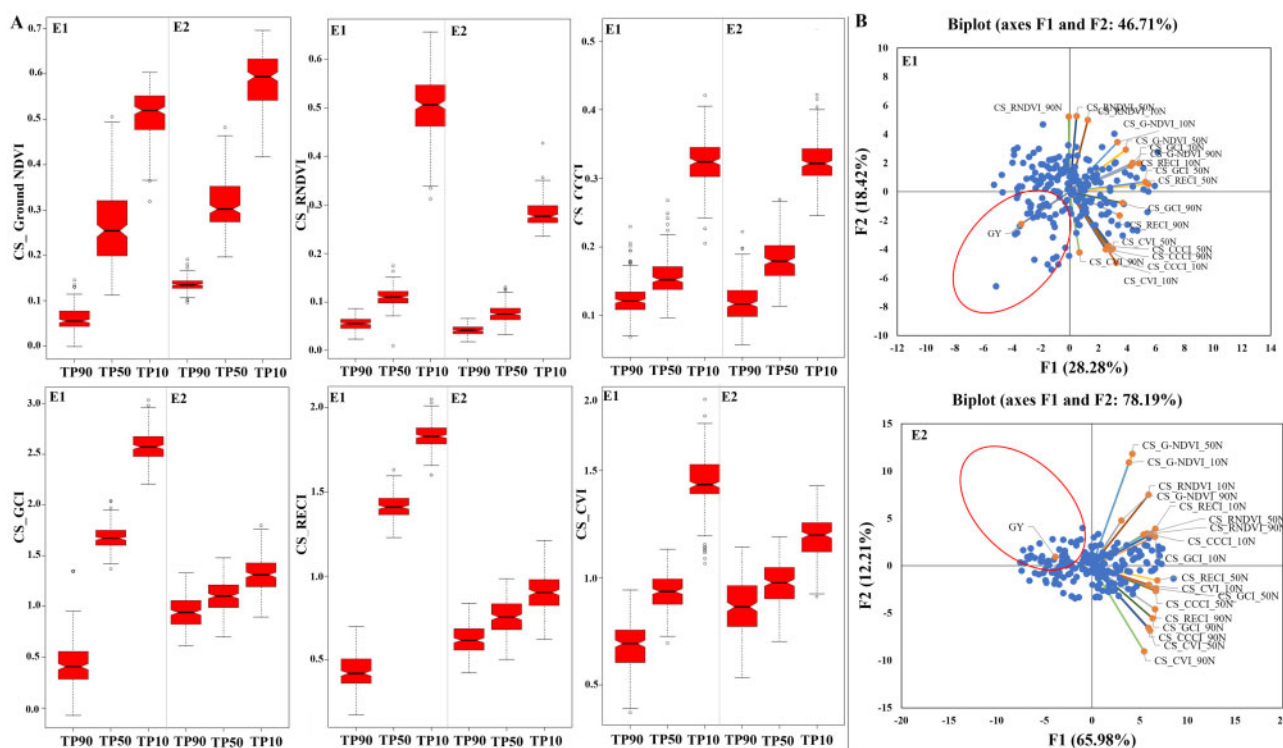 A
E1
E2
CS_ Ground NDVI
0.7
0.6
0.5
0.4
0.3
0.2
0.1
0.0
TP90 TP50 TP10 TP90 TP50 TP10
E1
E2
CS_RNDVI
0.6
0.5
0.4
0.3
0.2
0.1
0.0
TP90 TP50 TP10 TP90 TP50 TP10
E1
E2
CS_CCCI
0.4
0.3
0.2
0.1
TP90 TP50 TP10 TP90 TP50 TP10
E1
E2
CS_GCI
3.0
2.5
2.0
1.5
1.0
0.5
0.0
TP90 TP50 TP10 TP90 TP50 TP10
E1
E2
CS_RECI
2.0
1.5
1.0
0.5
TP90 TP50 TP10 TP90 TP50 TP10
E1
E2
CS_CVI
2.0
1.5
1.0
0.5
TP90 TP50 TP10 TP90 TP50 TP10
B
Biplot (axes F1 and F2: 46.71%)
E1
F2 (18.42%)
10
8
6
4
2
0
-2
-4
-6
-8
-10
CS_RNDVI_90N
CS_RNDVI_50N
CS_RNDVI_10N
CS_G-NDVI_10N
CS_G-NDVI_50N
CS_GCI_10N
CS_G-NDVI_90N
CS_RECI_10N
CS_GCI_50N
CS_RECI_50N
CS_GCI_90N
CS_RECI_90N
GY
CS_CVI_50N
CS_CCCI_50N
CS_CVI_90N
CS_CCCI_90N
CS_CCCI_10N
CS_CVI_10N
-12 -10 -8 -6 -4 -2 0 2 4 6 8 10 12 14
F1 (28.28%)
Biplot (axes F1 and F2: 78.19%)
E2
F2 (12.21%)
15
10
5
0
-5
-10
-15
CS_G-NDVI_50N
CS_G-NDVI_10N
CS_RNDVI_10N
CS_G-NDVI_90N
CS_RECI_10N
GY
CS_RNDVI_50N
CS_RNDVI_90N
CS_CCCI_10N
CS_GCI_10N
CS_RECI_50N
CS_CVI_10N
CS_GCI_50N
CS_CCCI_50N
CS_RECI_90N
CS_GCI_90N
CS_CCCI_90N
CS_CVI_50N
CS_CVI_90N
-20 -15 -10 -5 0 5 10 15 20
F1 (65.98%)